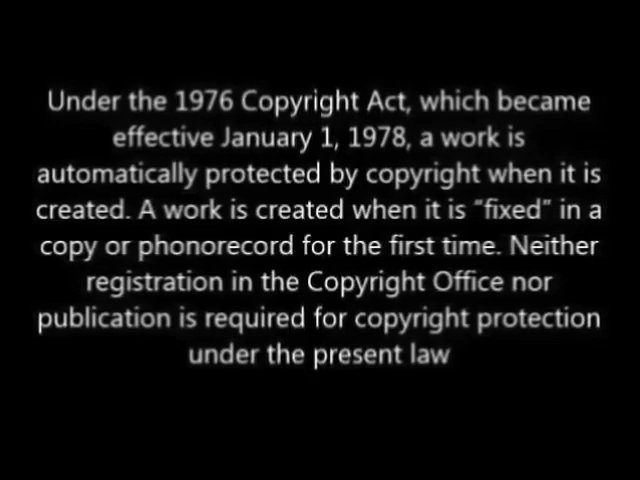 Under the 1976 Copyright Act, which became
effective January 1, 1978, a work is
automatically protected by copyright when it is
created. A work is created when it is “fixed” in a
copy or phonorecord for the first time. Neither
registration in the Copyright Office nor
publication is required for copyright protection
under the present law